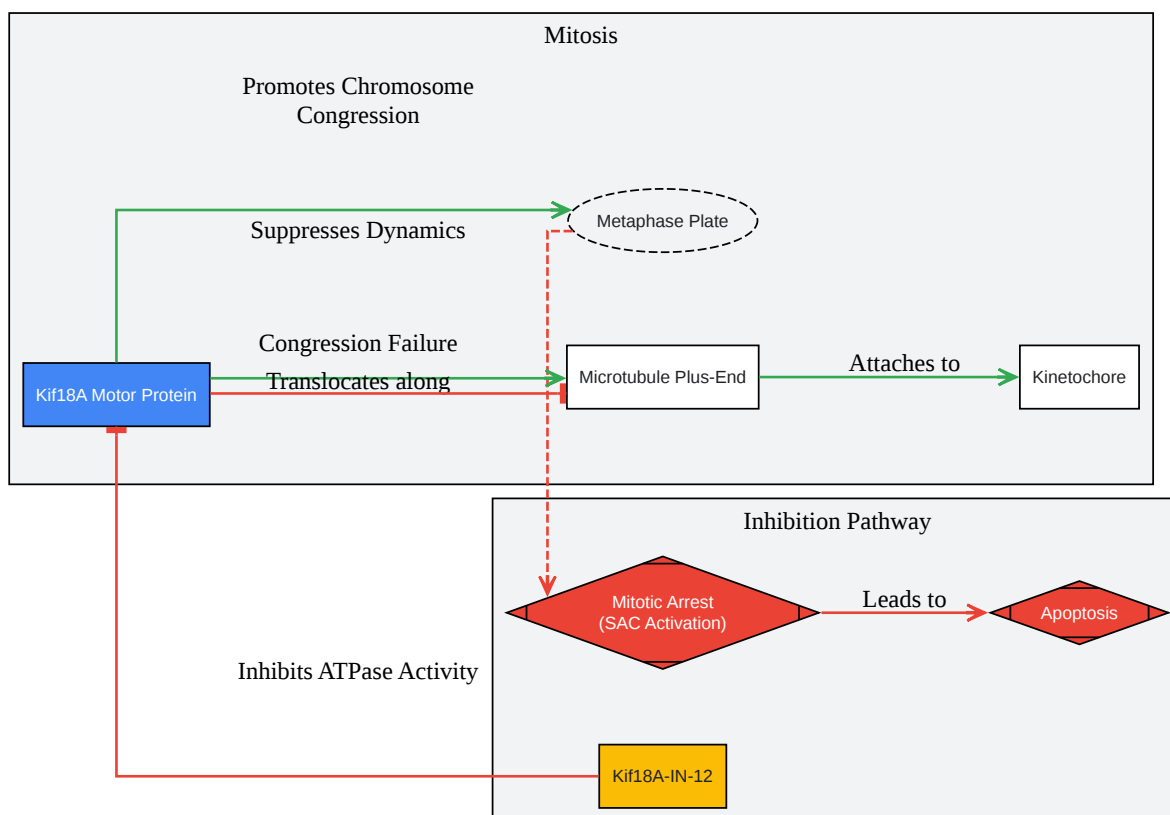 Mitosis
Promotes Chromosome
Congression
Metaphase Plate
Suppresses Dynamics
Congression Failure
Translocates along
Kif18A Motor Protein
Microtubule Plus-End
Attaches to
Kinetochore
Inhibition Pathway
Mitotic Arrest
(SAC Activation)
Leads to
Apoptosis
Inhibits ATPase Activity
Kif18A-IN-12